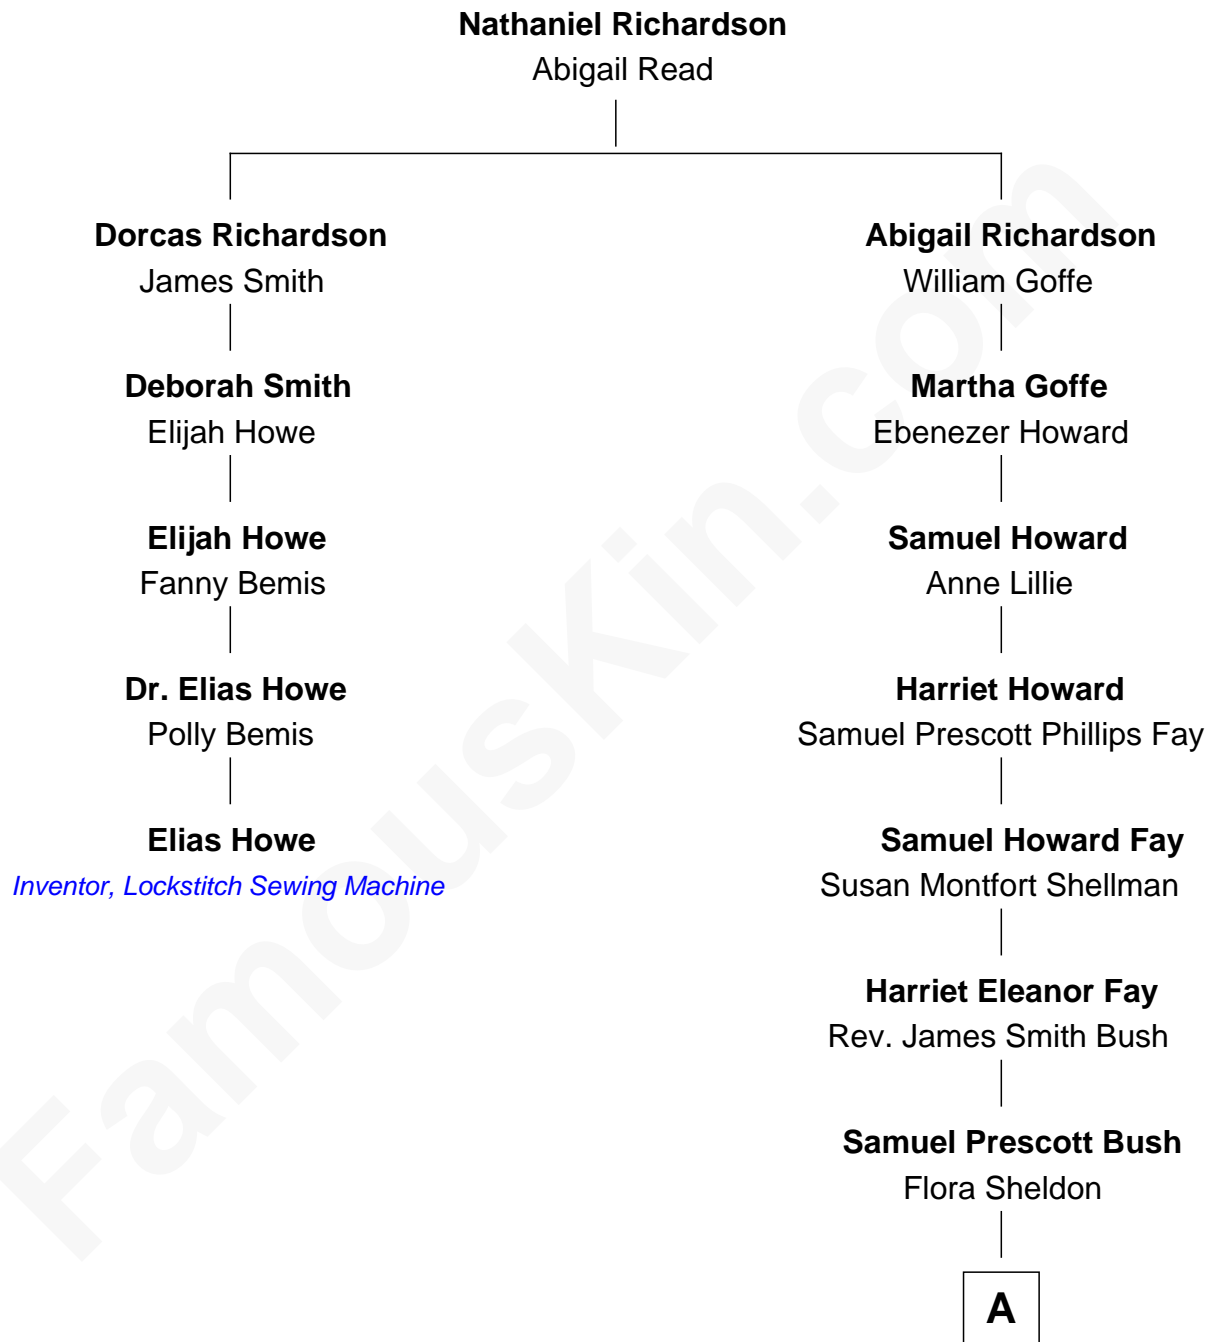 Nathaniel Richardson
Abigail Read
Dorcas Richardson
James Smith
Deborah Smith
Elijah Howe
Elijah Howe
Fanny Bemis
Dr. Elias Howe
Polly Bemis
Elias Howe
Inventor, Lockstitch Sewing Machine
Abigail Richardson
William Goffe
Martha Goffe
Ebenezer Howard
Samuel Howard
Anne Lillie
Harriet Howard
Samuel Prescott Phillips Fay
Samuel Howard Fay
Susan Montfort Shellman
Harriet Eleanor Fay
Rev. James Smith Bush
Samuel Prescott Bush
Flora Sheldon
A
FamousKin.com